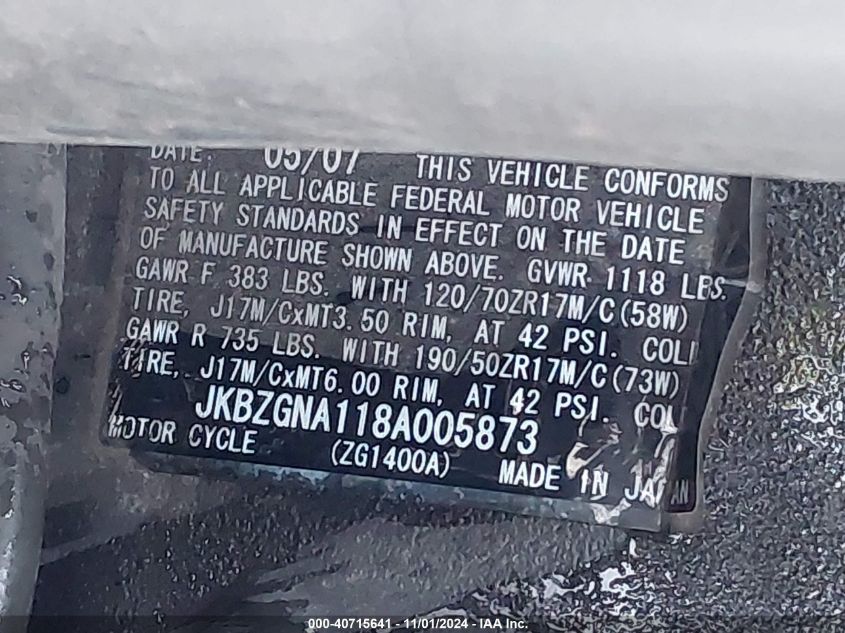 DATE: 05/07 THIS VEHICLE CONFORMS
TO ALL APPLICABLE FEDERAL MOTOR VEHICLE
SAFETY STANDARDS IN EFFECT ON THE DATE
OF MANUFACTURE SHOWN ABOVE. GVWR 1118 LBS.
GAWR F 383 LBS. WITH 120/70ZR17M/C(58W)
TIRE, J17M/CxMT3.50 RIM, AT 42 PSI. COL
GAWR R 735 LBS. WITH 190/50ZR17M/C(73W)
TIRE, J17M/CxMT6.00 RIM, AT 42 PSI. COL
JKBZGNA118A005873
MOTOR CYCLE (ZG1400A) MADE IN JAPAN
000-40715641 - 11/01/2024 - IAA Inc.